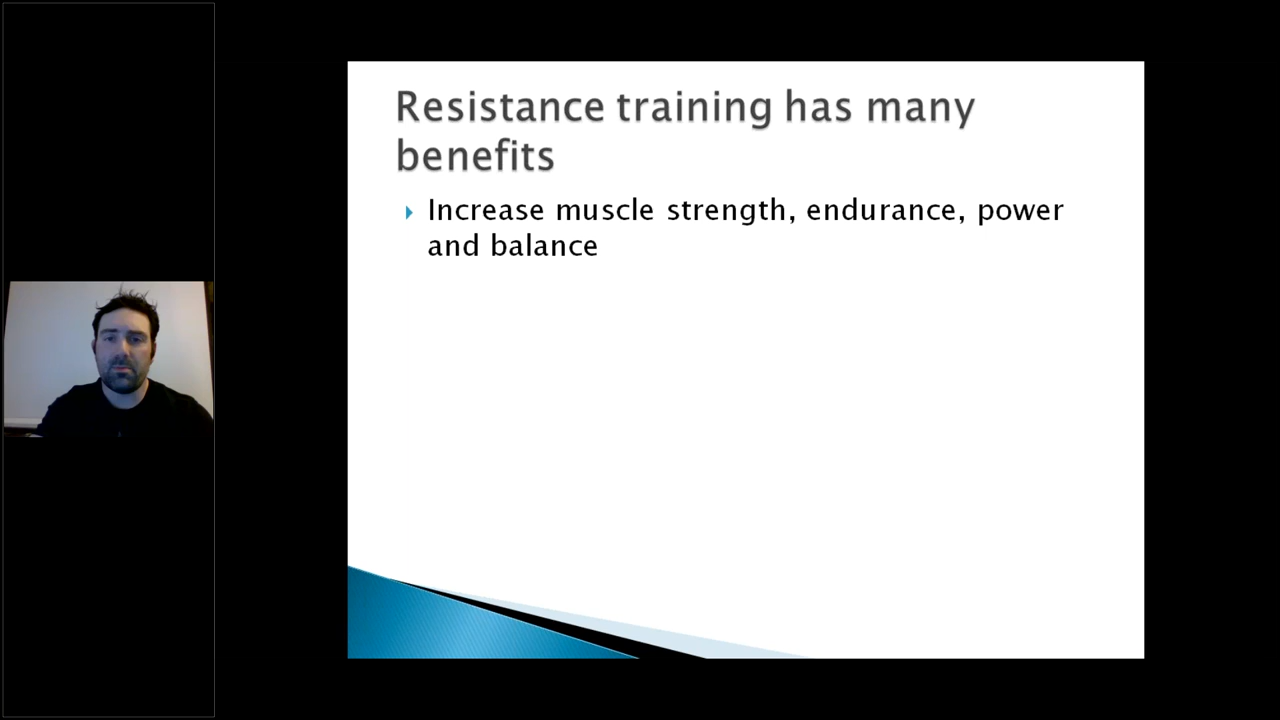 Resistance training has many
benefits
Increase muscle strength, endurance, power
and balance